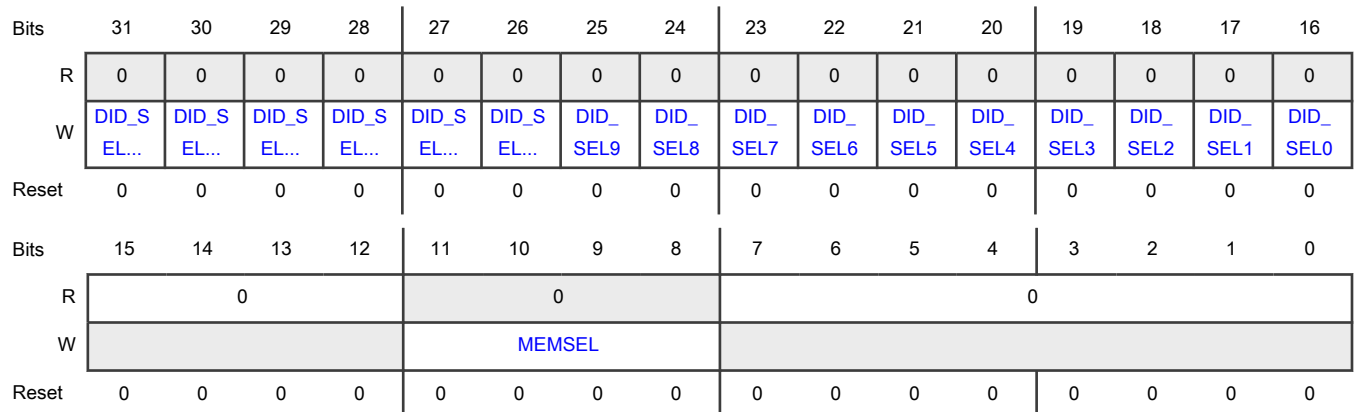 Bits 31 30 29 28 27 26 25 24 23 22 21 20 19 18 17 16
R 0 0 0 0 0 0 0 0 0 0 0 0 0 0 0 0
W DID_S DID_S DID_S DID_S DID_S DID_S DID_ DID_ DID_ DID_ DID_ DID_ DID_ DID_ DID_ DID_
EL... EL... EL... EL... EL... EL... SEL9 SEL8 SEL7 SEL6 SEL5 SEL4 SEL3 SEL2 SEL1 SEL0
Reset 0 0 0 0 0 0 0 0 0 0 0 0 0 0 0 0
Bits 15 14 13 12 11 10 9 8 7 6 5 4 3 2 1 0
R 0 0 0
W MEMSEL
Reset 0 0 0 0 0 0 0 0 0 0 0 0 0 0 0 0